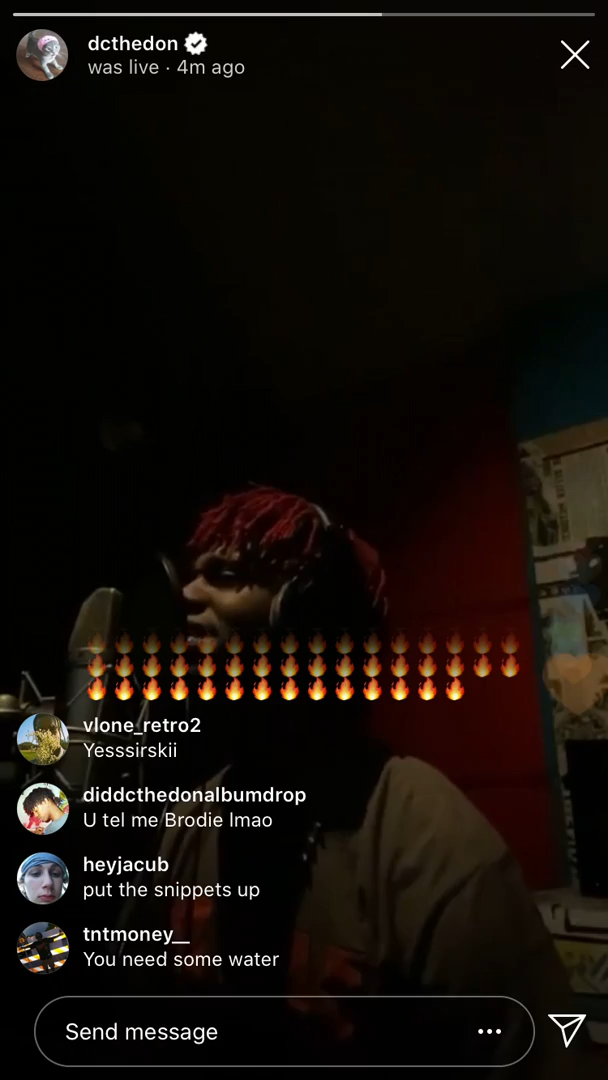 dcthedon
was live · 4m ago
🔥🔥🔥🔥🔥🔥🔥🔥🔥🔥🔥🔥🔥🔥🔥🔥
🔥🔥🔥🔥🔥🔥🔥🔥🔥🔥🔥🔥🔥🔥🔥🔥
🔥🔥🔥🔥🔥🔥🔥🔥🔥🔥🔥🔥🔥🔥
vlone_retro2
Yesssirskii
diddcthedonalbumdrop
U tel me Brodie lmao
heyjacub
put the snippets up
tntmoney__
You need some water
Send message